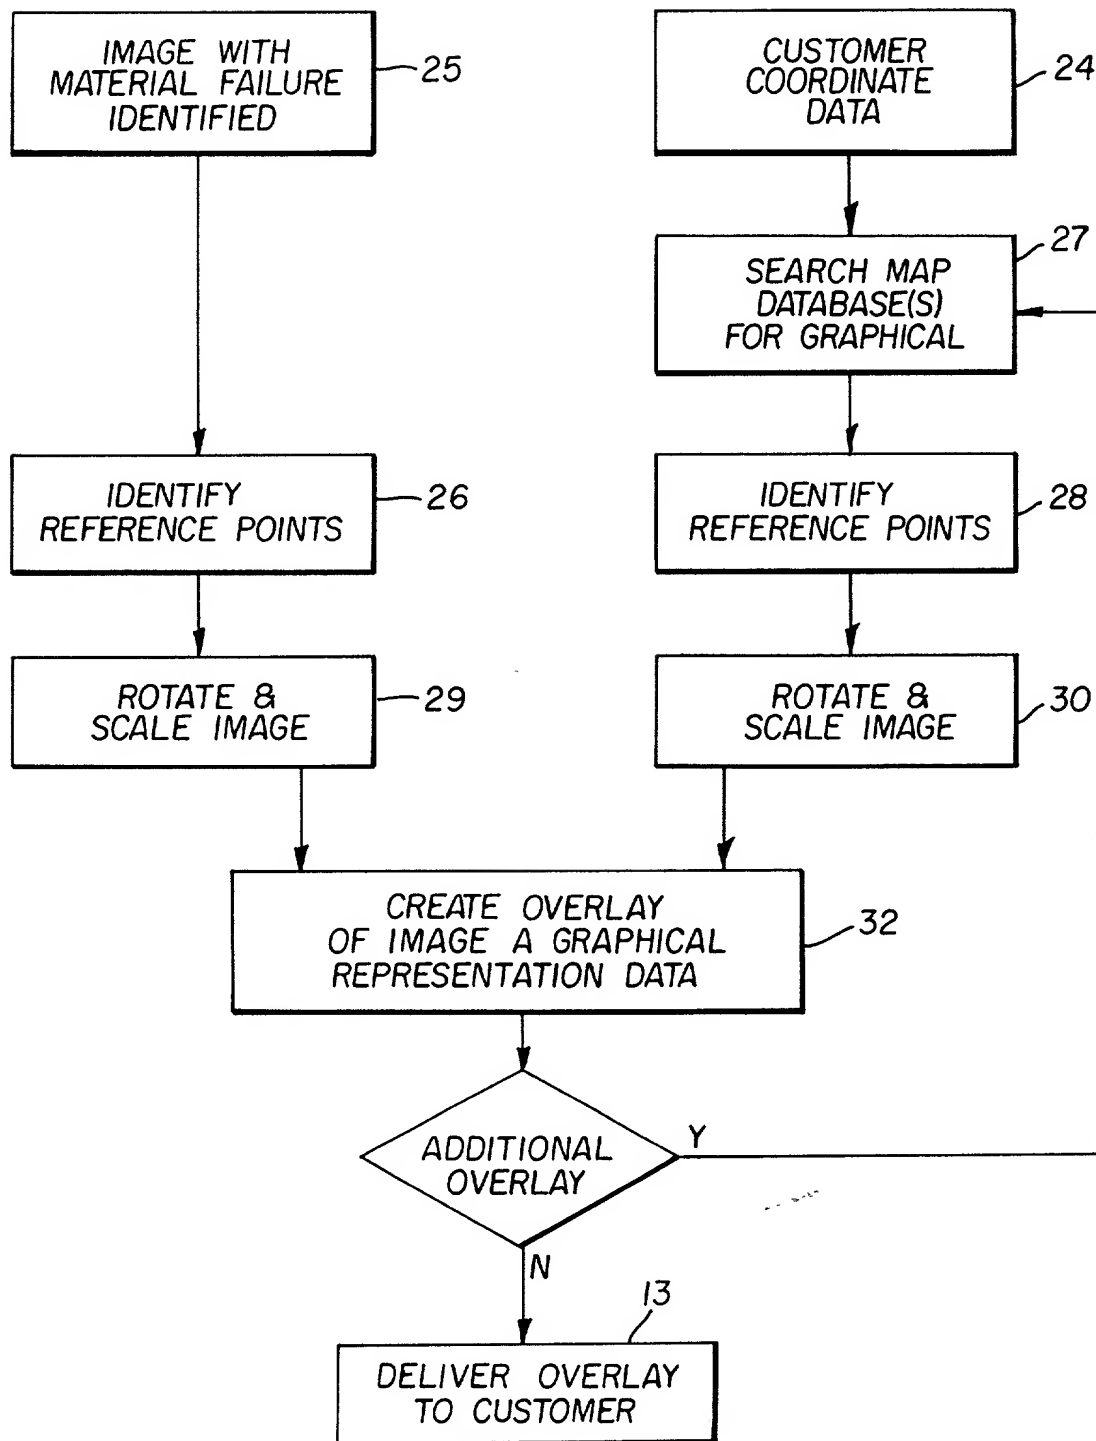 IMAGE WITH
MATERIAL FAILURE
IDENTIFIED
25
CUSTOMER
COORDINATE
DATA
24
SEARCH MAP
DATABASE(S)
FOR GRAPHICAL
27
IDENTIFY
REFERENCE POINTS
26
IDENTIFY
REFERENCE POINTS
28
ROTATE &
SCALE IMAGE
29
ROTATE &
SCALE IMAGE
30
CREATE OVERLAY
OF IMAGE A GRAPHICAL
REPRESENTATION DATA
32
ADDITIONAL
OVERLAY
Y
N
13
DELIVER OVERLAY
TO CUSTOMER